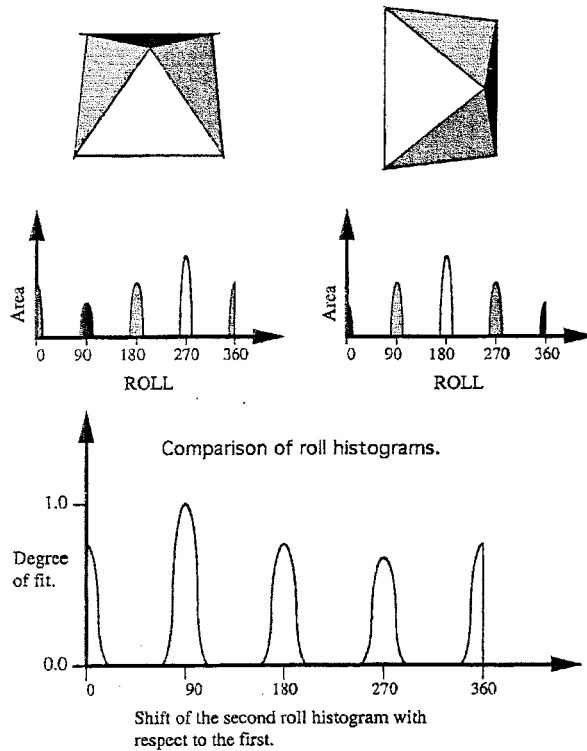 Area
0 90 180 270 360
ROLL
Area
0 90 180 270 360
ROLL
Comparison of roll histograms.
1.0
Degree
of fit.
0.0
0 90 180 270 360
Shift of the second roll histogram with
respect to the first.